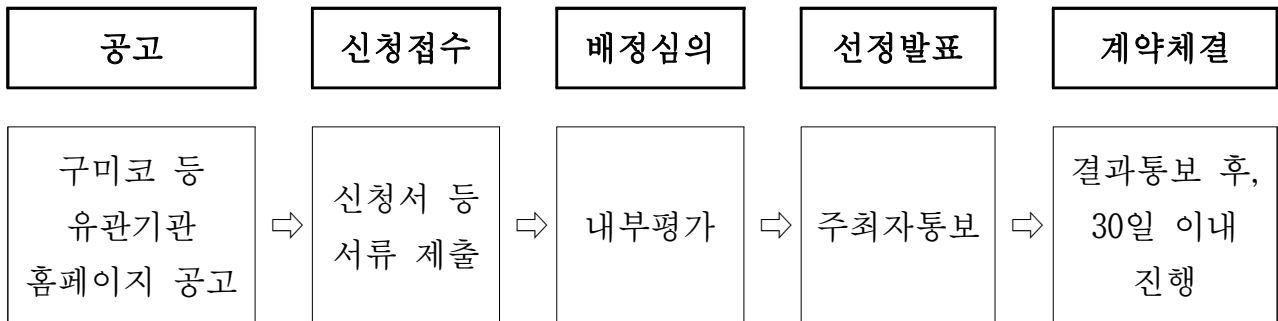 공고
신청접수
배정심의
선정발표
계약체결
구미코 등
유관기관
홈페이지 공고
⇨
신청서 등
서류 제출
⇨
내부평가
⇨
주최자통보
⇨
결과통보 후,
30일 이내
진행